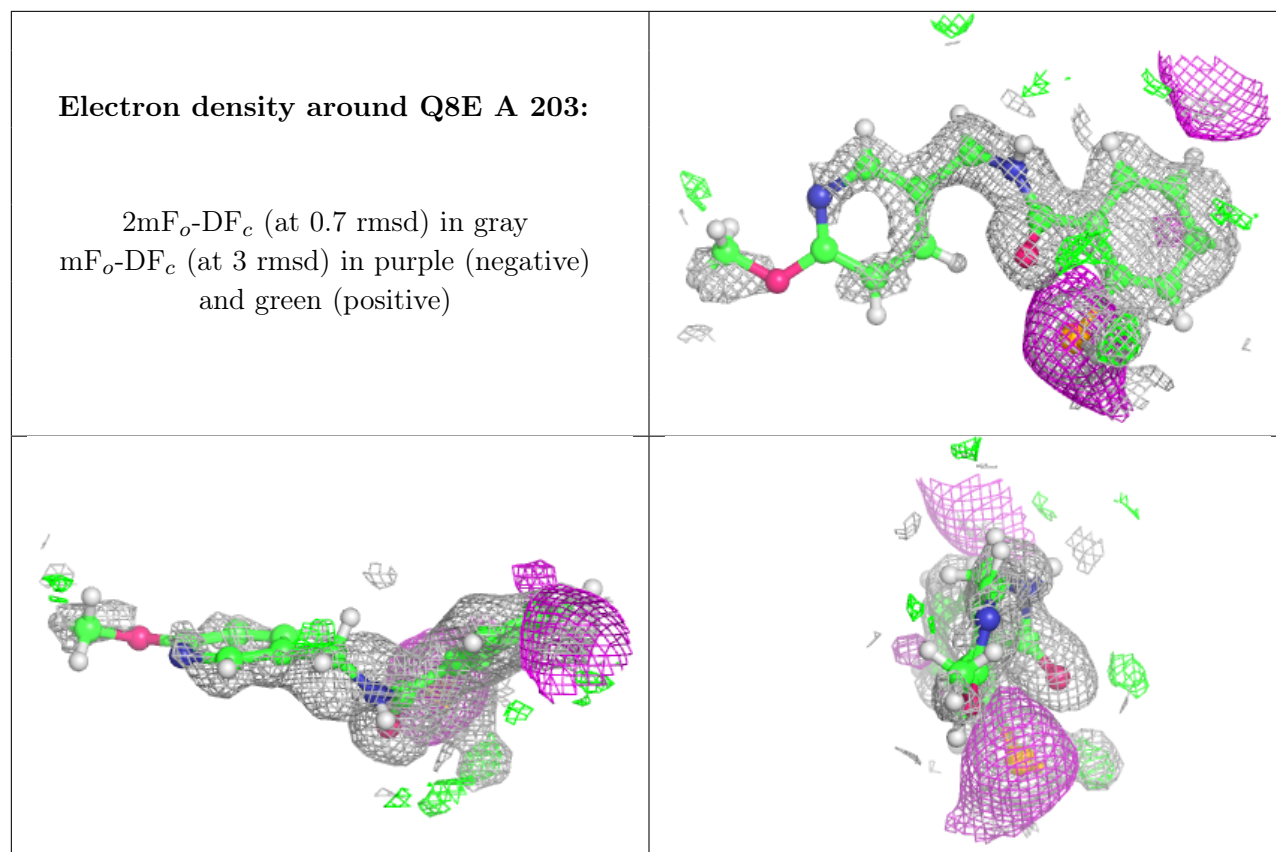 Electron density around Q8E A 203:
2mFo-DFc (at 0.7 rmsd) in gray
mFo-DFc (at 3 rmsd) in purple (negative)
and green (positive)